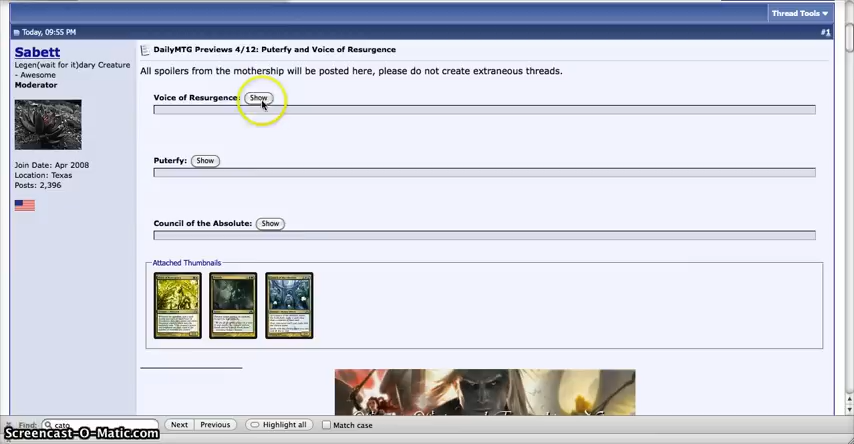 Thread Tools
Today, 09:55 PM
#1
Sabett
Legen(wait for it)dary Creature
- Awesome
Moderator
Join Date: Apr 2008
Location: Texas
Posts: 2,396
DailyMTG Previews 4/12: Puterfy and Voice of Resurgence
All spoilers from the mothership will be posted here, please do not create extraneous threads.
Voice of Resurgence: Show
Puterfy: Show
Council of the Absolute: Show
Attached Thumbnails
Find: cato Next Previous Highlight all Match case
Screencast-O-Matic.com